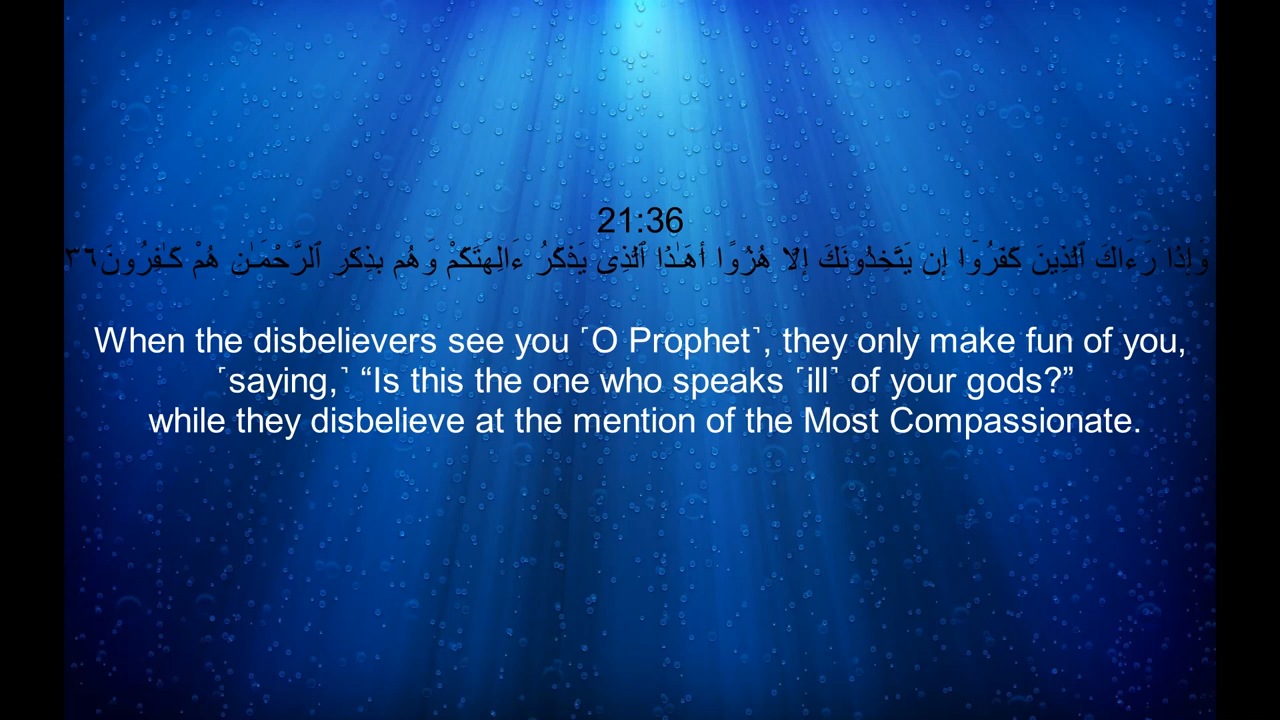 21:36
وَإِذَا رَءَاكَ ٱلَّذِينَ كَفَرُوٓا۟ إِن يَتَّخِذُونَكَ إِلَّا هُزُوًا أَهَـٰذَا ٱلَّذِى يَذْكُرُ ءَالِهَتَكُمْ وَهُم بِذِكْرِ ٱلرَّحْمَـٰنِ هُمْ كَـٰفِرُونَ ٣٦
When the disbelievers see you ˹O Prophet˺, they only make fun of you,
˹saying,˺ “Is this the one who speaks ˹ill˺ of your gods?”
while they disbelieve at the mention of the Most Compassionate.